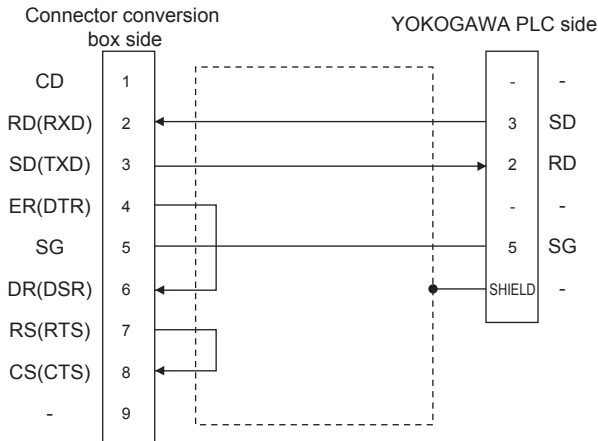 Connector conversion
box side
YOKOGAWA PLC side
CD 1 - -
RD(RXD) 2 3 SD
SD(TXD) 3 2 RD
ER(DTR) 4 - -
SG 5 5 SG
DR(DSR) 6 SHIELD -
RS(RTS) 7
CS(CTS) 8
- 9